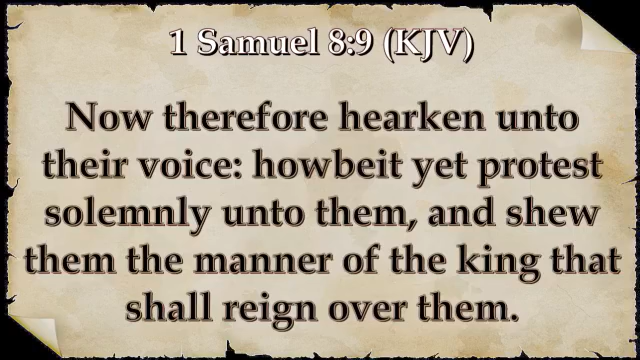 1 Samuel 8:9 (KJV)
Now therefore hearken unto
their voice: howbeit yet protest
solemnly unto them, and shew
them the manner of the king that
shall reign over them.